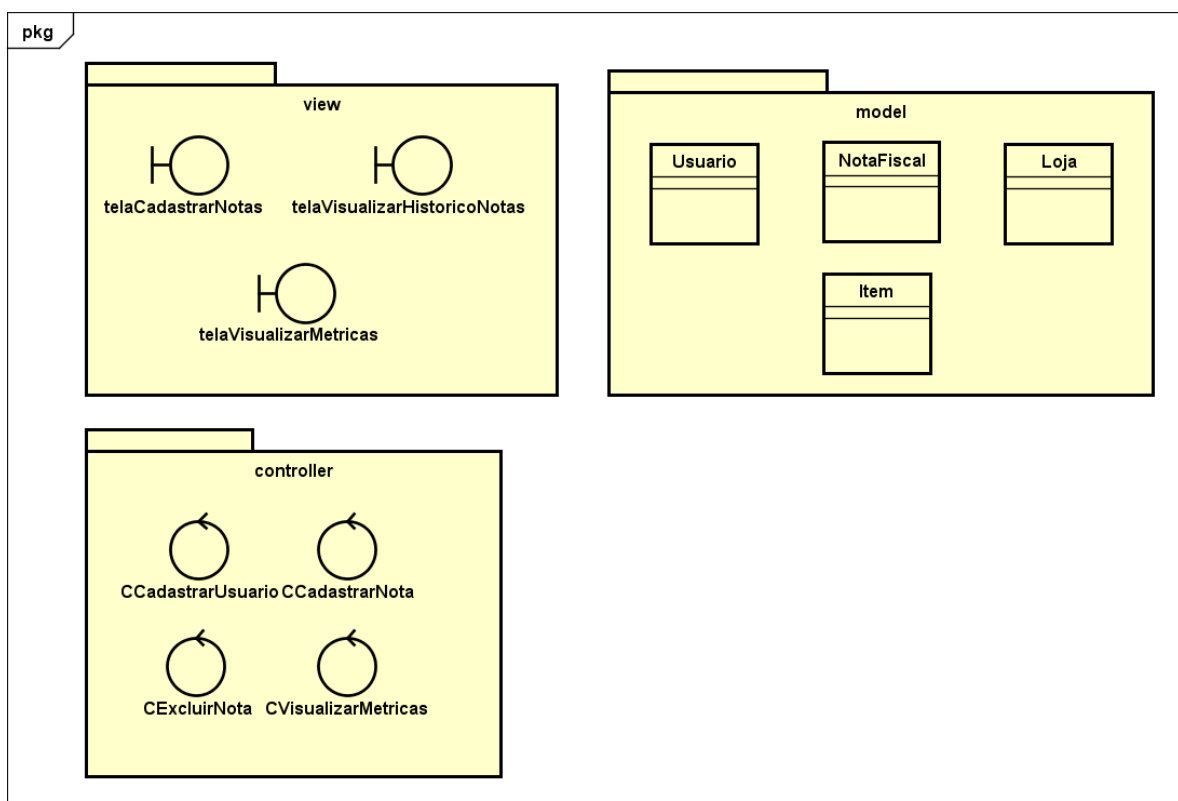 pkg
view
telaCadastrarNotas
telaVisualizarHistoricoNotas
telaVisualizarMetricas
model
Usuario
NotaFiscal
Loja
Item
controller
CCadastrarUsuario
CCadastrarNota
CExcluirNota
CVisualizarMetricas